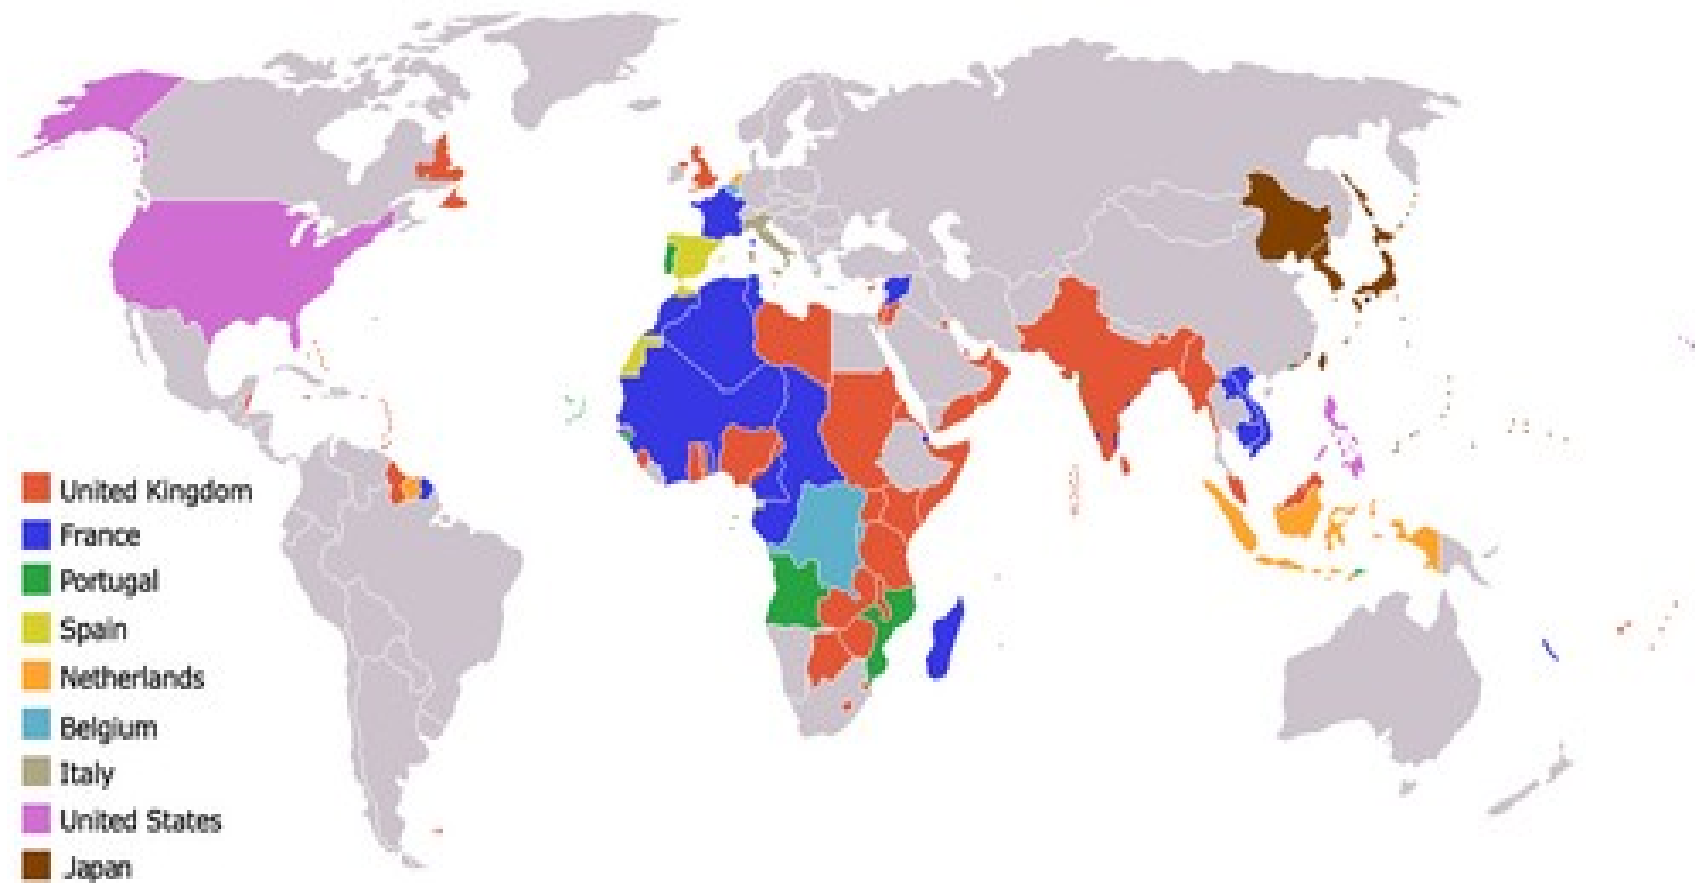 United Kingdom
France
Portugal
Spain
Netherlands
Belgium
Italy
United States
Japan